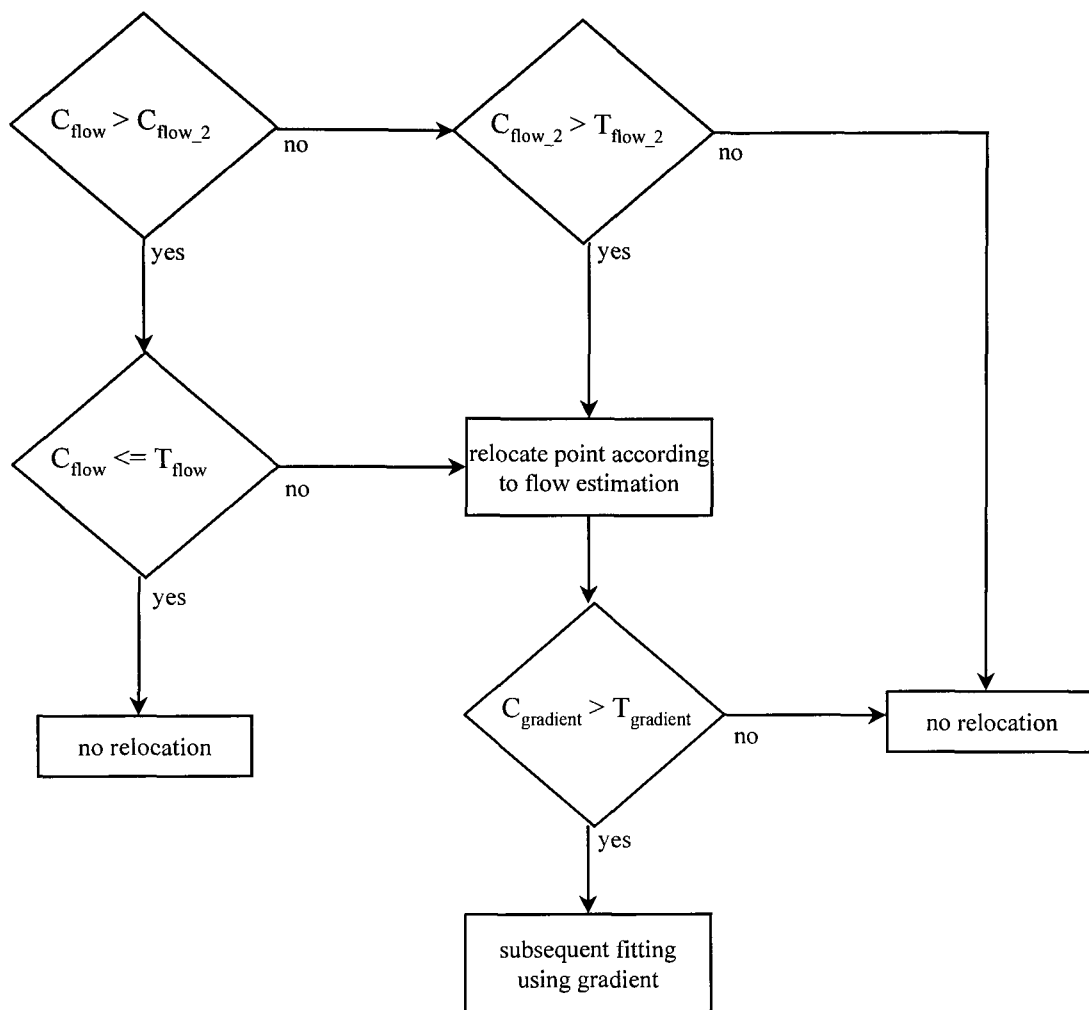 C_flow > C_flow_2
no
yes
C_flow_2 > T_flow_2
no
yes
C_flow <= T_flow
no
yes
relocate point according
to flow estimation
no relocation
C_gradient > T_gradient
no
yes
no relocation
subsequent fitting
using gradient